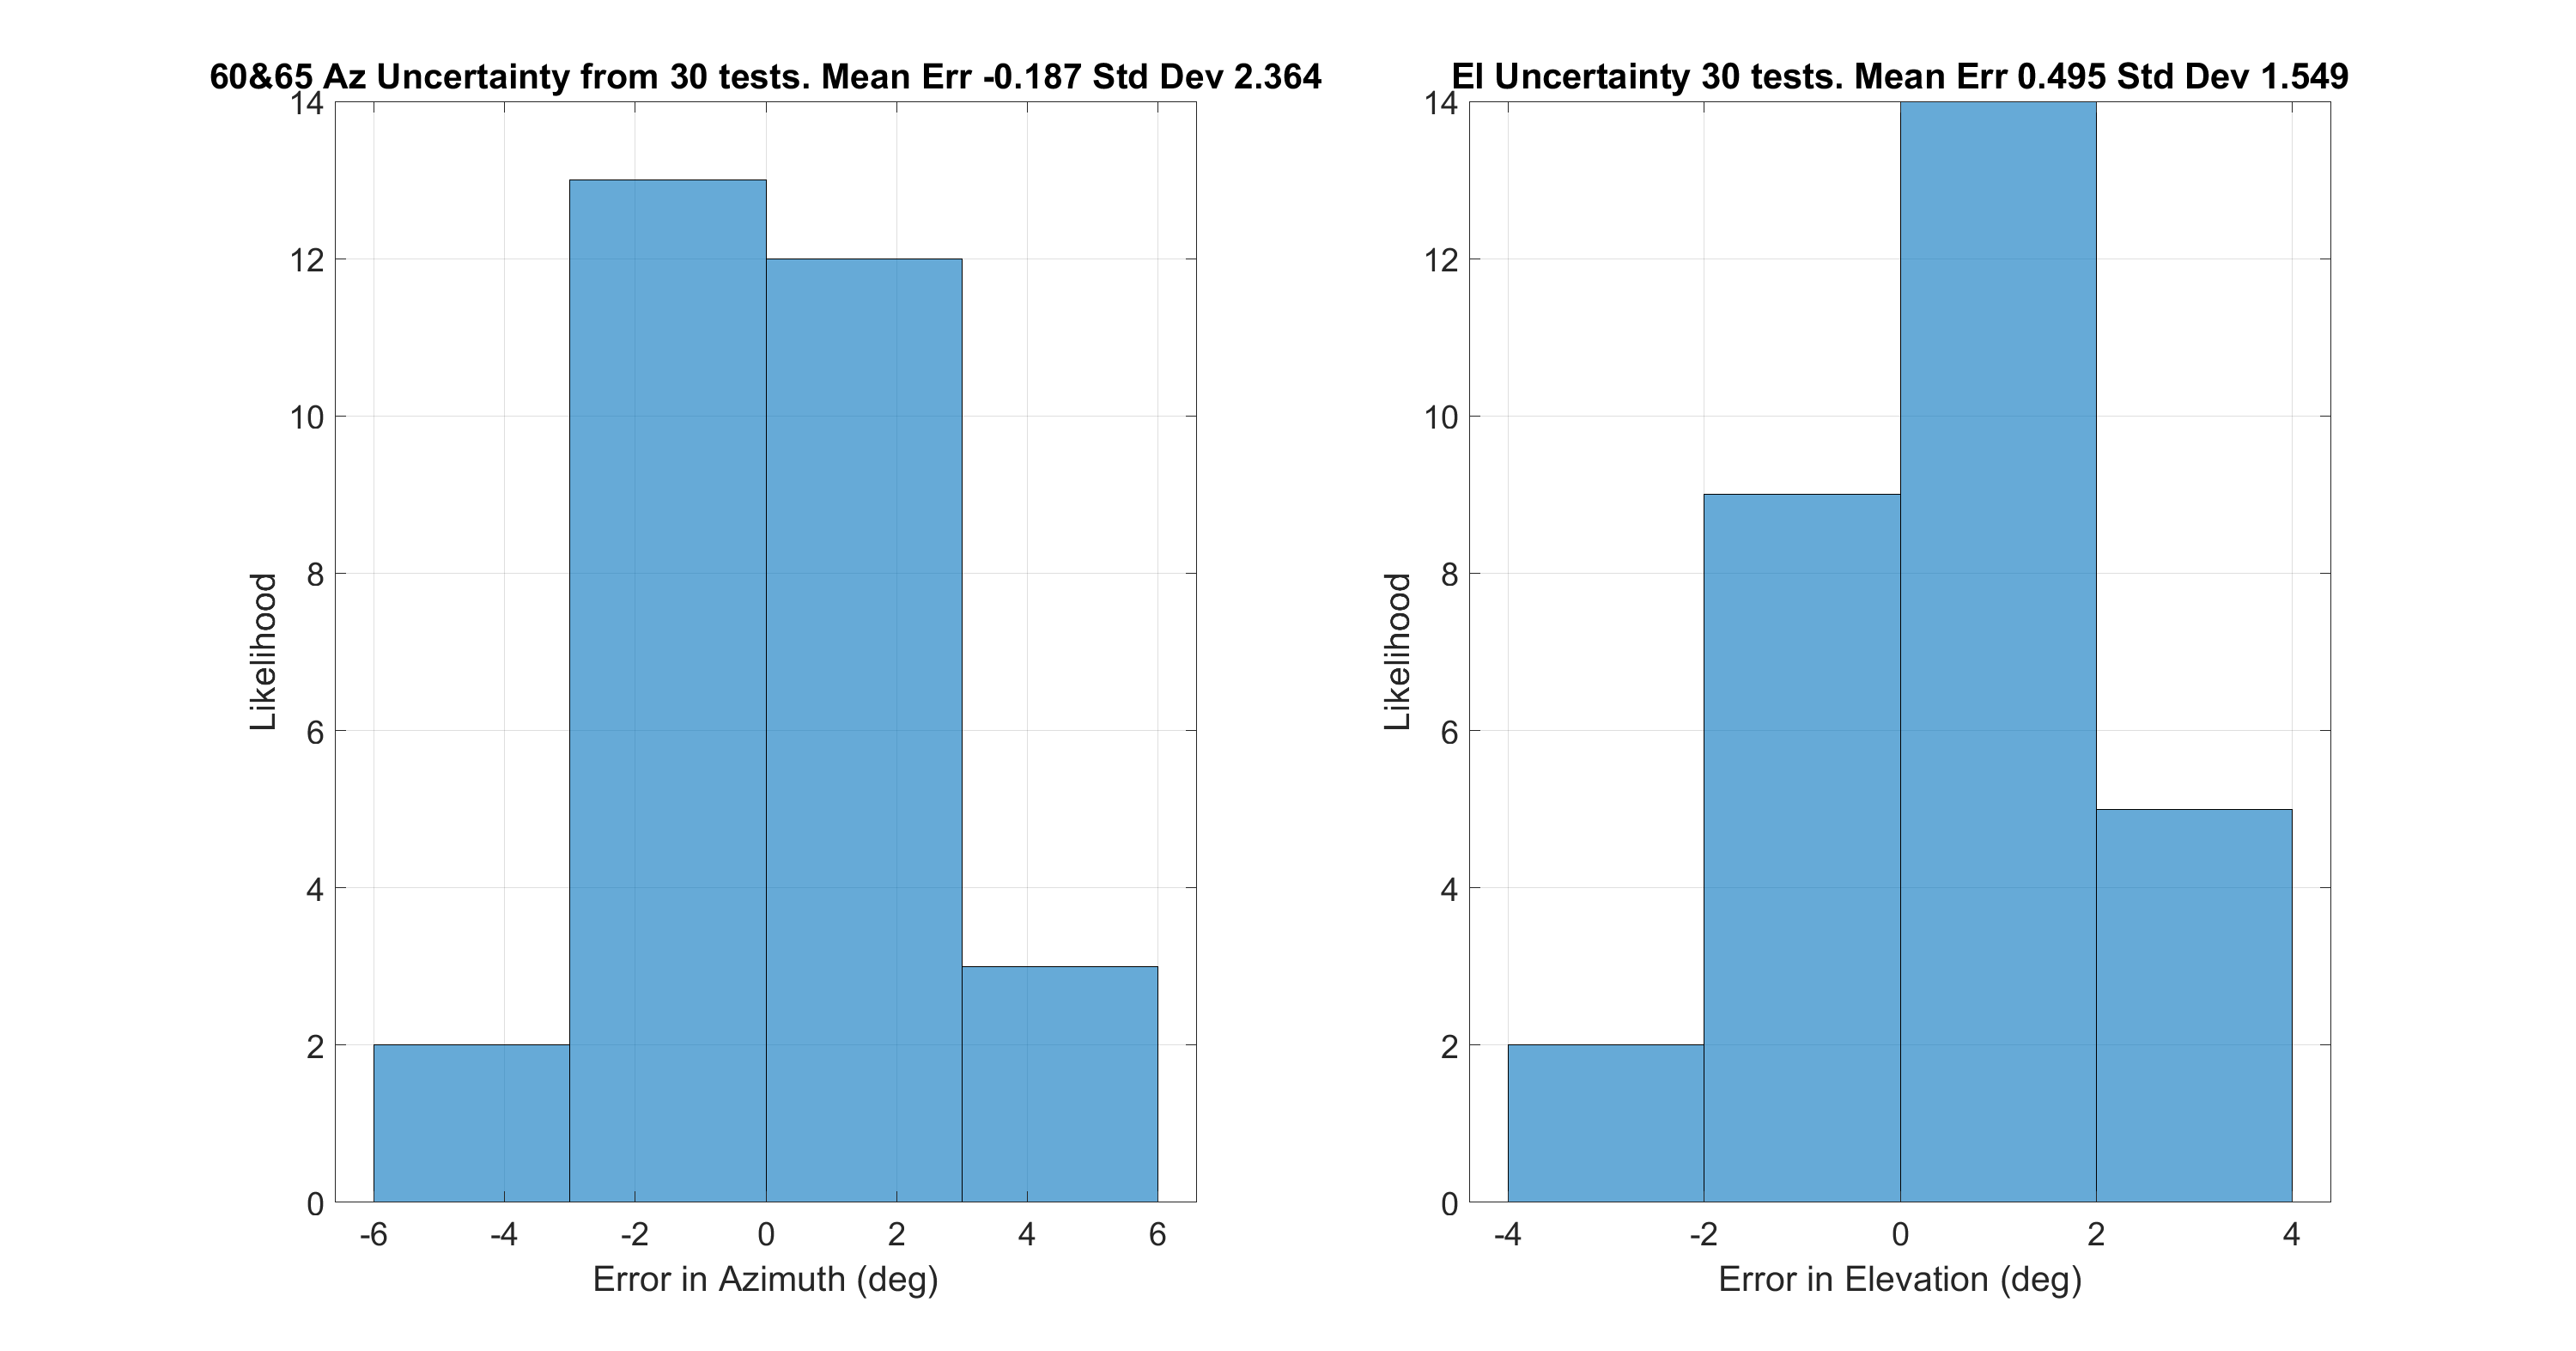 60&65 Az Uncertainty from 30 tests. Mean Err -0.187 Std Dev 2.364
14
12
10
8
6
4
2
0
Likelihood
-6 -4 -2 0 2 4 6
Error in Azimuth (deg)
El Uncertainty 30 tests. Mean Err 0.495 Std Dev 1.549
14
12
10
8
6
4
2
0
Likelihood
-4 -2 0 2 4
Error in Elevation (deg)